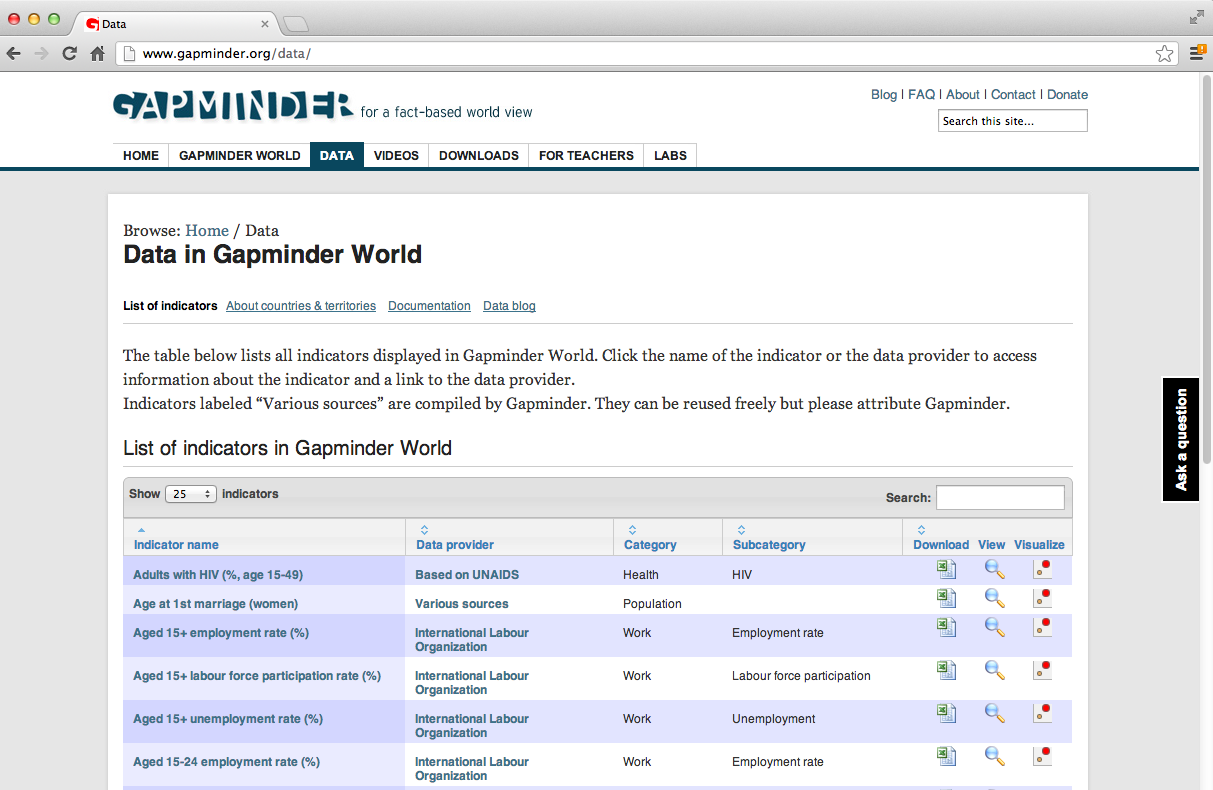 Data
www.gapminder.org/data/
GAPMINDER for a fact-based world view
Blog | FAQ | About | Contact | Donate
Search this site...
HOME GAPMINDER WORLD DATA VIDEOS DOWNLOADS FOR TEACHERS LABS
Browse: Home / Data
Data in Gapminder World
List of indicators About countries & territories Documentation Data blog
The table below lists all indicators displayed in Gapminder World. Click the name of the indicator or the data provider to access
information about the indicator and a link to the data provider.
Indicators labeled “Various sources” are compiled by Gapminder. They can be reused freely but please attribute Gapminder.
Ask a question
List of indicators in Gapminder World
Show 25 indicators Search:
Indicator name Data provider Category Subcategory Download View Visualize
Adults with HIV (%, age 15-49) Based on UNAIDS Health HIV
Age at 1st marriage (women) Various sources Population
Aged 15+ employment rate (%) International Labour Work Employment rate
Organization
Aged 15+ labour force participation rate (%) International Labour Work Labour force participation
Organization
Aged 15+ unemployment rate (%) International Labour Work Unemployment
Organization
Aged 15-24 employment rate (%) International Labour Work Employment rate
Organization